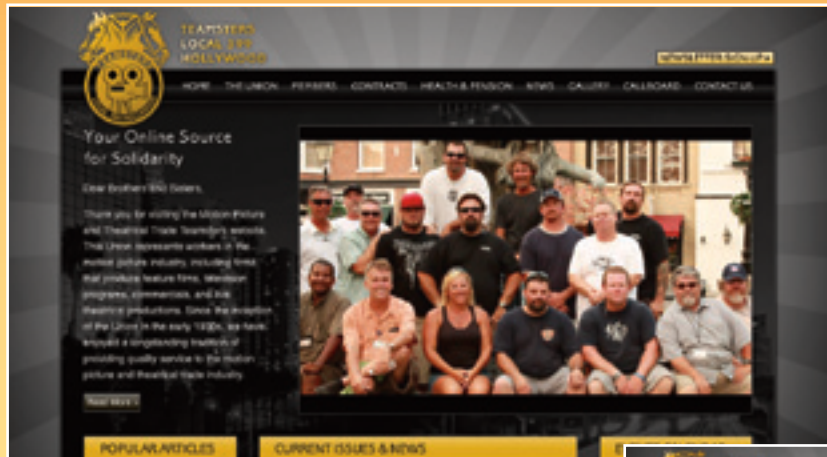 TEAMSTERS
LOCAL 399
HOLLYWOOD
HOME THE UNION MEMBERS CONTRACTS HEALTH & PENSION NEWS GALLERY CALLBOARD CONTACT US
Your Online Source
for Solidarity
Dear Brothers and Sisters,
Thank you for visiting the Motion Picture
and Theatrical Trade Teamsters website.
This Union represents workers in the
motion picture industry, including firms
that produce feature films, television
programs, commercials, and live
theatrical productions. Since the inception
of the Union in the early 1900s, we have
enjoyed a longstanding tradition of
providing quality service to the motion
picture and theatrical trade industry.
Read More
POPULAR ARTICLES
CURRENT ISSUES & NEWS